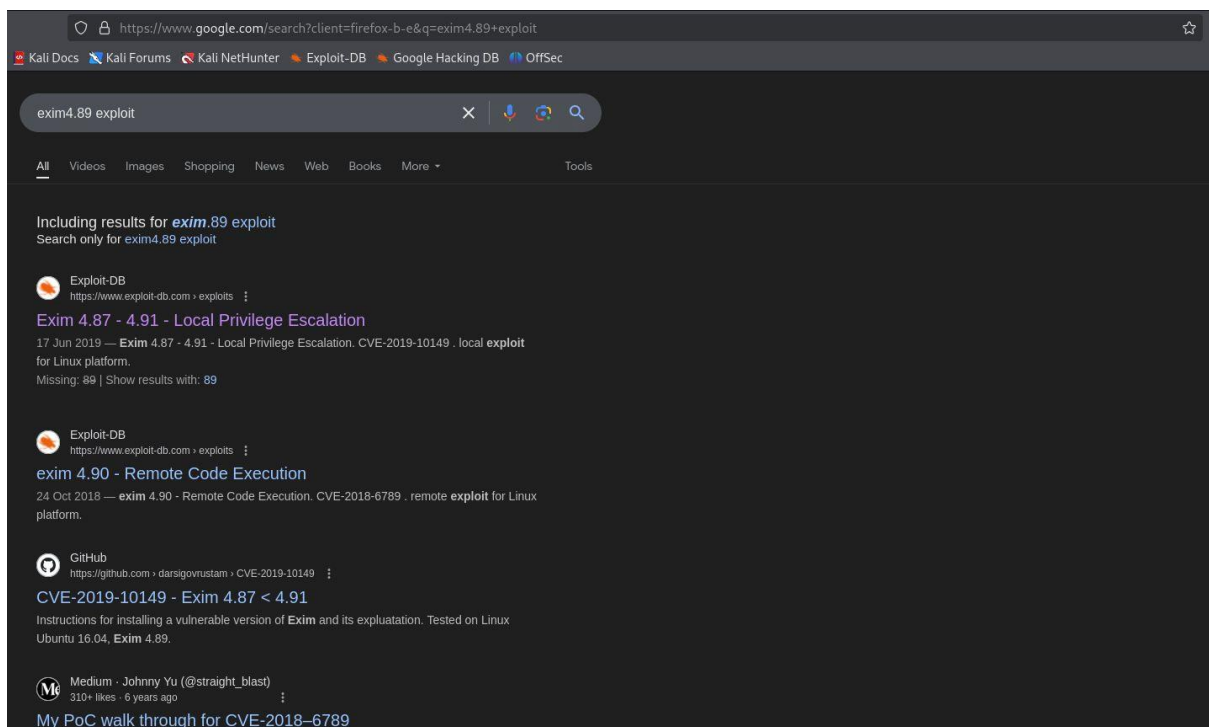 https://www.google.com/search?client=firefox-b-e&q=exim4.89+exploit
Kali Docs Kali Forums Kali NetHunter Exploit-DB Google Hacking DB OffSec
exim4.89 exploit
All Videos Images Shopping News Web Books More Tools
Including results for exim.89 exploit
Search only for exim4.89 exploit
Exploit-DB
https://www.exploit-db.com › exploits
Exim 4.87 - 4.91 - Local Privilege Escalation
17 Jun 2019 — Exim 4.87 - 4.91 - Local Privilege Escalation. CVE-2019-10149 . local exploit
for Linux platform.
Missing: 89 | Show results with: 89
Exploit-DB
https://www.exploit-db.com › exploits
exim 4.90 - Remote Code Execution
24 Oct 2018 — exim 4.90 - Remote Code Execution. CVE-2018-6789 . remote exploit for Linux
platform.
GitHub
https://github.com › darsigovrustam › CVE-2019-10149
CVE-2019-10149 - Exim 4.87 < 4.91
Instructions for installing a vulnerable version of Exim and its expluatation. Tested on Linux
Ubuntu 16.04, Exim 4.89.
Medium · Johnny Yu (@straight_blast)
310+ likes · 6 years ago
My PoC walk through for CVE-2018–6789